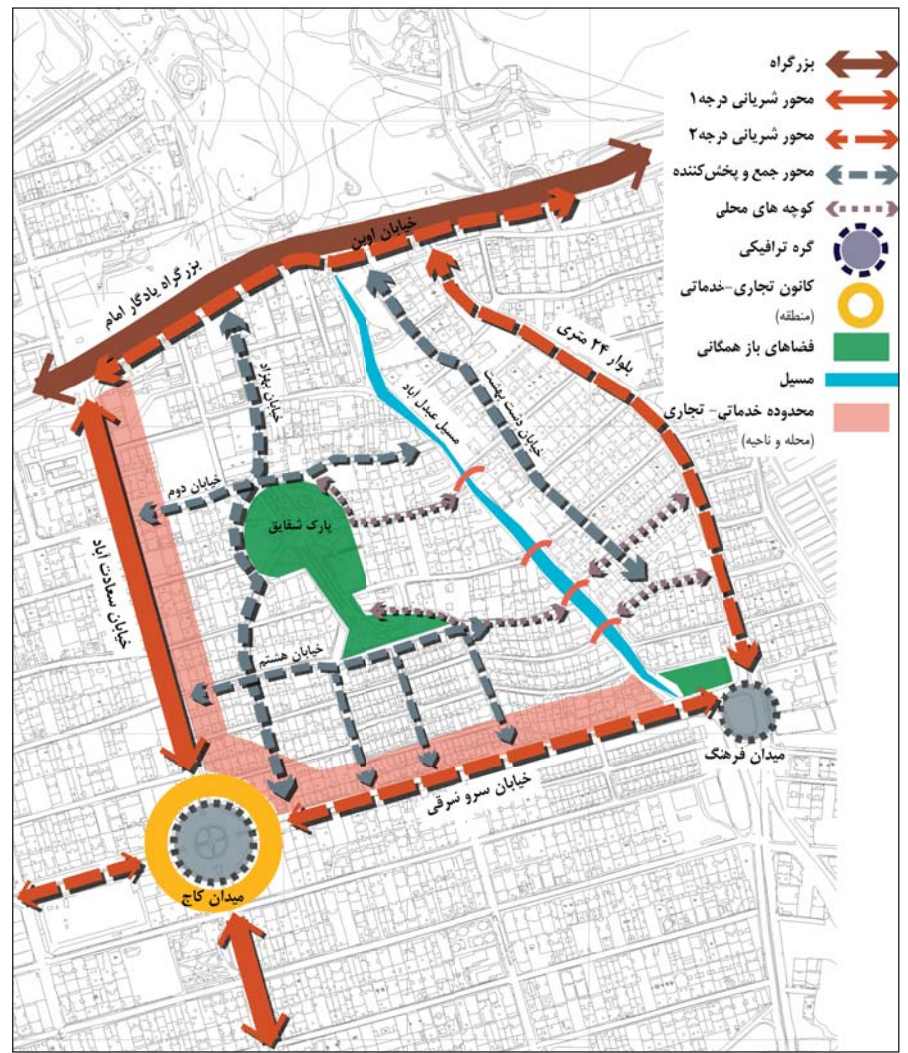 بزرگراه
محور شریانی درجه۱
محور شریانی درجه۲
محور جمع و پخش‌کننده
کوچه های محلی
گره ترافیکی
کانون تجاری-خدماتی
(منطقه)
فضاهای باز همگانی
مسیل
محدوده خدماتی- تجاری
(محله و ناحیه)
خیابان اوین
بزرگراه یادگار امام
بلوار ۲۴ متری
خیابان بهزاد
مسیل عبدل آباد
خیابان دشت بهشت
خیابان دوم
پارک شقایق
خیابان سعادت آباد
خیابان هشتم
میدان فرهنگ
خیابان سرو شرقی
میدان کاج